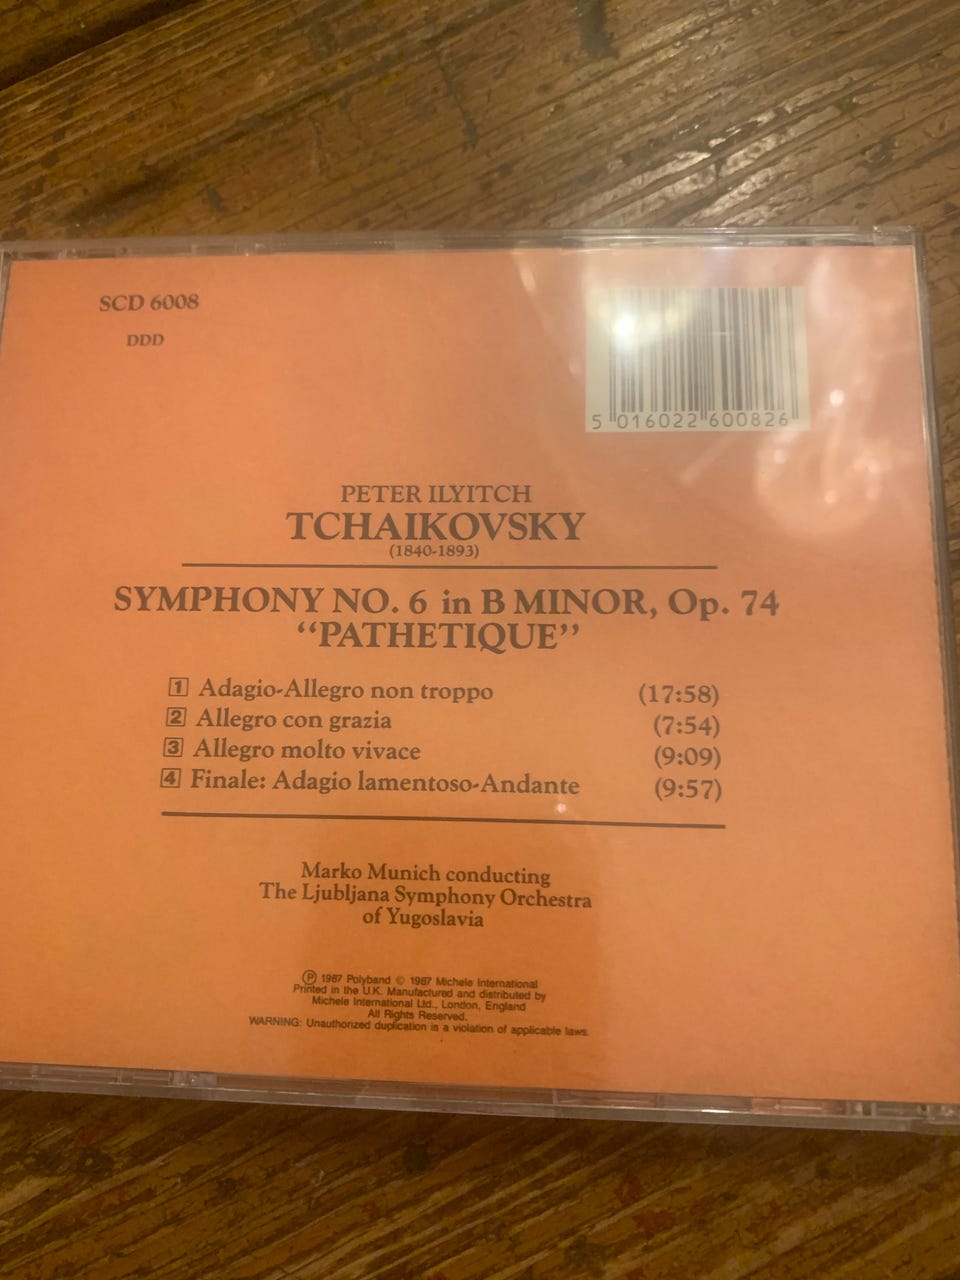 SCD 6008
DDD
5 016022 600826
PETER ILYITCH
TCHAIKOVSKY
(1840-1893)
SYMPHONY NO. 6 in B MINOR, Op. 74
“PATHETIQUE”
1 Adagio-Allegro non troppo (17:58)
2 Allegro con grazia (7:54)
3 Allegro molto vivace (9:09)
4 Finale: Adagio lamentoso-Andante (9:57)
Marko Munich conducting
The Ljubljana Symphony Orchestra
of Yugoslavia
Ⓟ 1987 Polyband © 1987 Michele International
Printed in the U.K. Manufactured and distributed by
Michele International Ltd., London, England
All Rights Reserved.
WARNING: Unauthorized duplication is a violation of applicable laws.